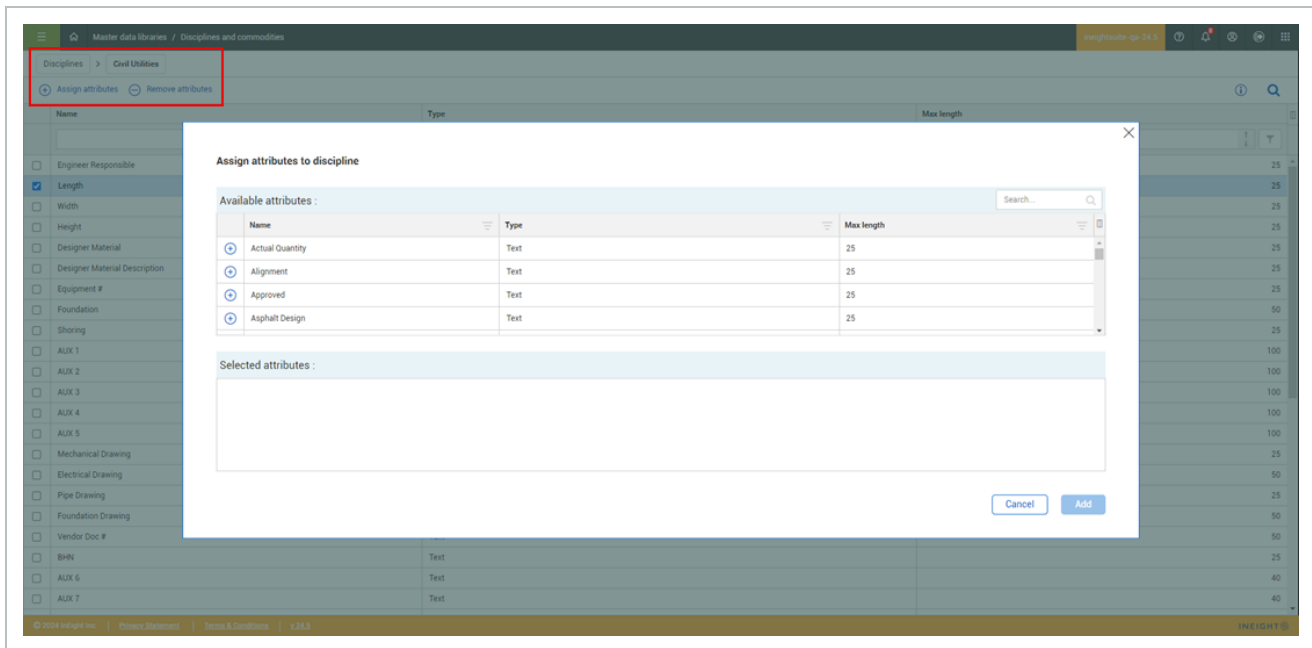 Master data libraries / Disciplines and commodities
ineightsuite-qa-24.5
Disciplines > Civil Utilities
Assign attributes Remove attributes
Name Type Max length
Engineer Responsible 25
Length 25
Width 25
Height 25
Designer Material 25
Designer Material Description 25
Equipment # 25
Foundation 50
Shoring 25
AUX 1 100
AUX 2 100
AUX 3 100
AUX 4 100
AUX 5 100
Mechanical Drawing 25
Electrical Drawing 50
Pipe Drawing 25
Foundation Drawing 50
Vendor Doc # 50
BHN Text 25
AUX 6 Text 40
AUX 7 Text 40
Assign attributes to discipline
Available attributes :
Search...
Name Type Max length
Actual Quantity Text 25
Alignment Text 25
Approved Text 25
Asphalt Design Text 25
Selected attributes :
Cancel Add
© 2024 InEight Inc. | Privacy Statement | Terms & Conditions | v 24.5
INEIGHT